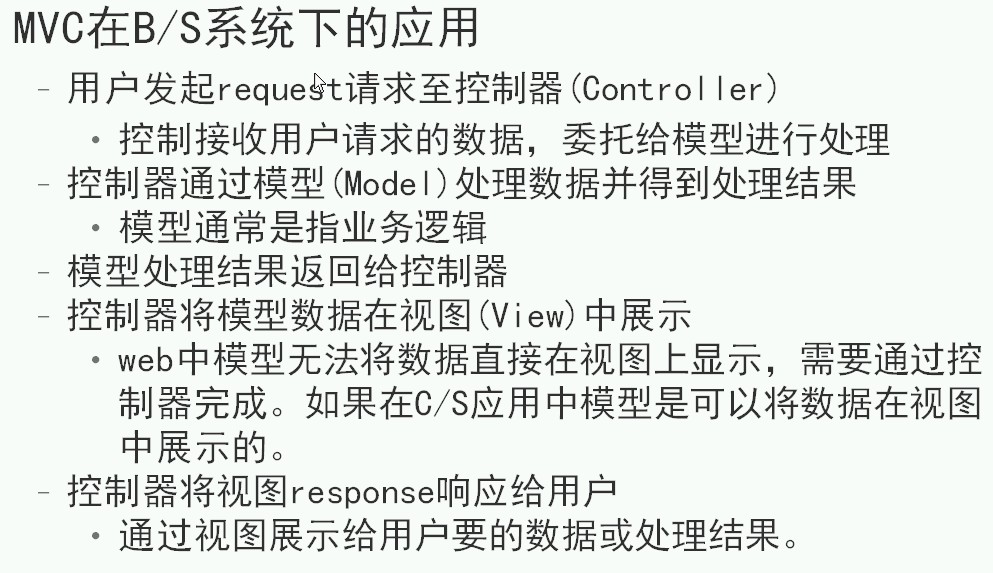 MVC在B/S系统下的应用
– 用户发起request请求至控制器(Controller)
• 控制接收用户请求的数据，委托给模型进行处理
– 控制器通过模型(Model)处理数据并得到处理结果
• 模型通常是指业务逻辑
– 模型处理结果返回给控制器
– 控制器将模型数据在视图(View)中展示
• web中模型无法将数据直接在视图上显示，需要通过控
制器完成。如果在C/S应用中模型是可以将数据在视图
中展示的。
– 控制器将视图response响应给用户
• 通过视图展示给用户要的数据或处理结果。